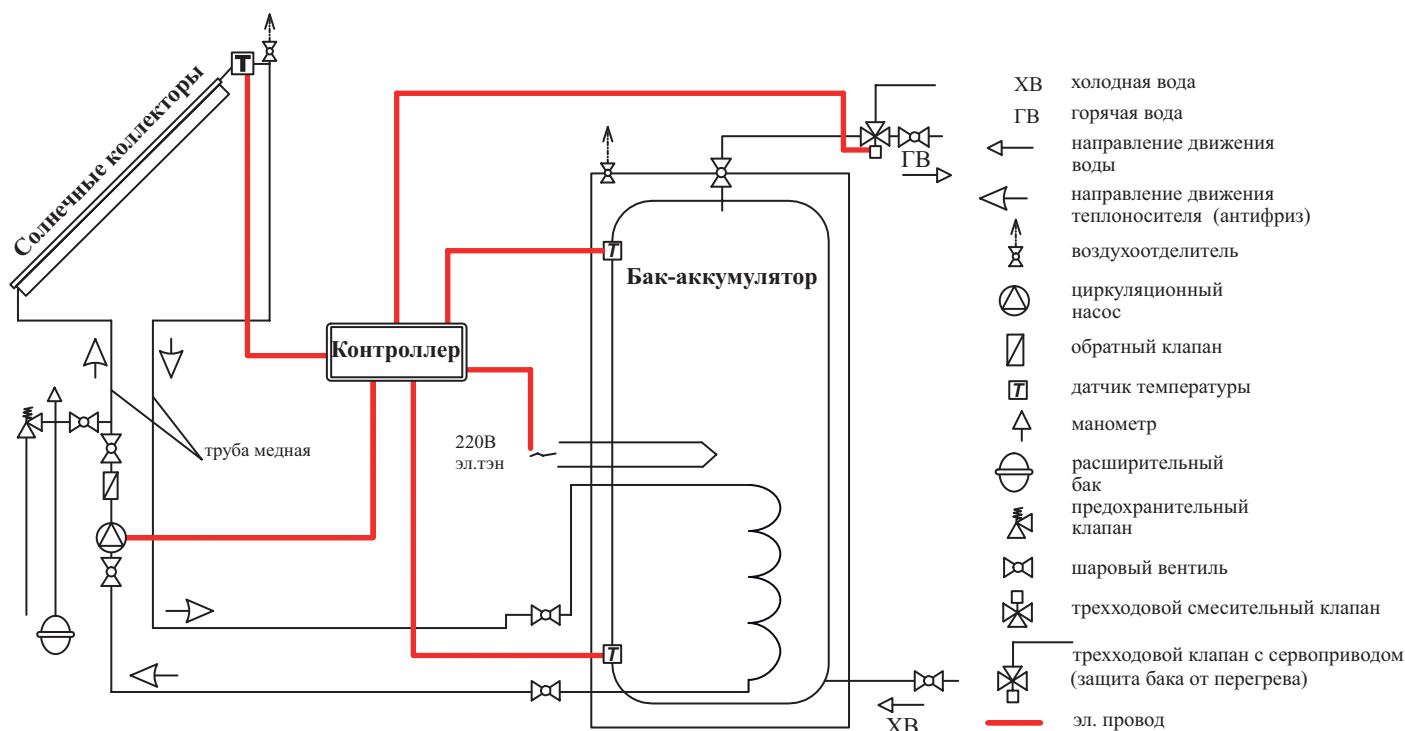 Солнечные коллекторы
T
T
Бак-аккумулятор
Контроллер
труба медная
220В
эл.тэн
T
ГВ
ХВ
ХВ холодная вода
ГВ горячая вода
направление движения
воды
направление движения
теплоносителя (антифриз)
воздухоотделитель
циркуляционный
насос
обратный клапан
T датчик температуры
манометр
расширительный
бак
предохранительный
клапан
шаровый вентиль
трехходовой смесительный клапан
трехходовой клапан с сервоприводом
(защита бака от перегрева)
эл. провод